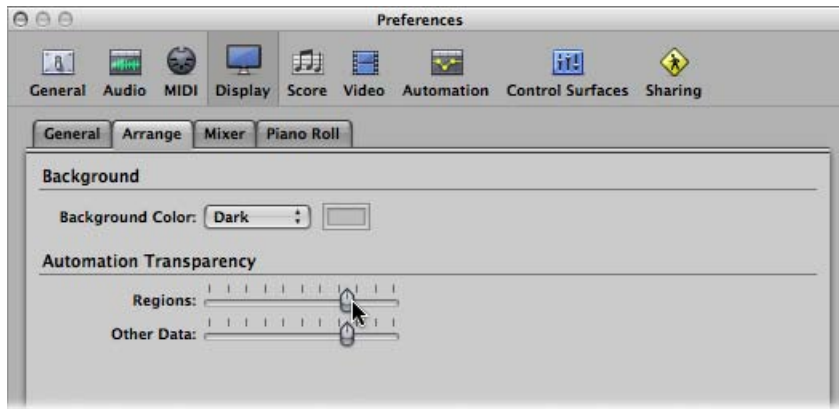 Preferences
General Audio MIDI Display Score Video Automation Control Surfaces Sharing
General Arrange Mixer Piano Roll
Background
Background Color: Dark
Automation Transparency
Regions:
Other Data: